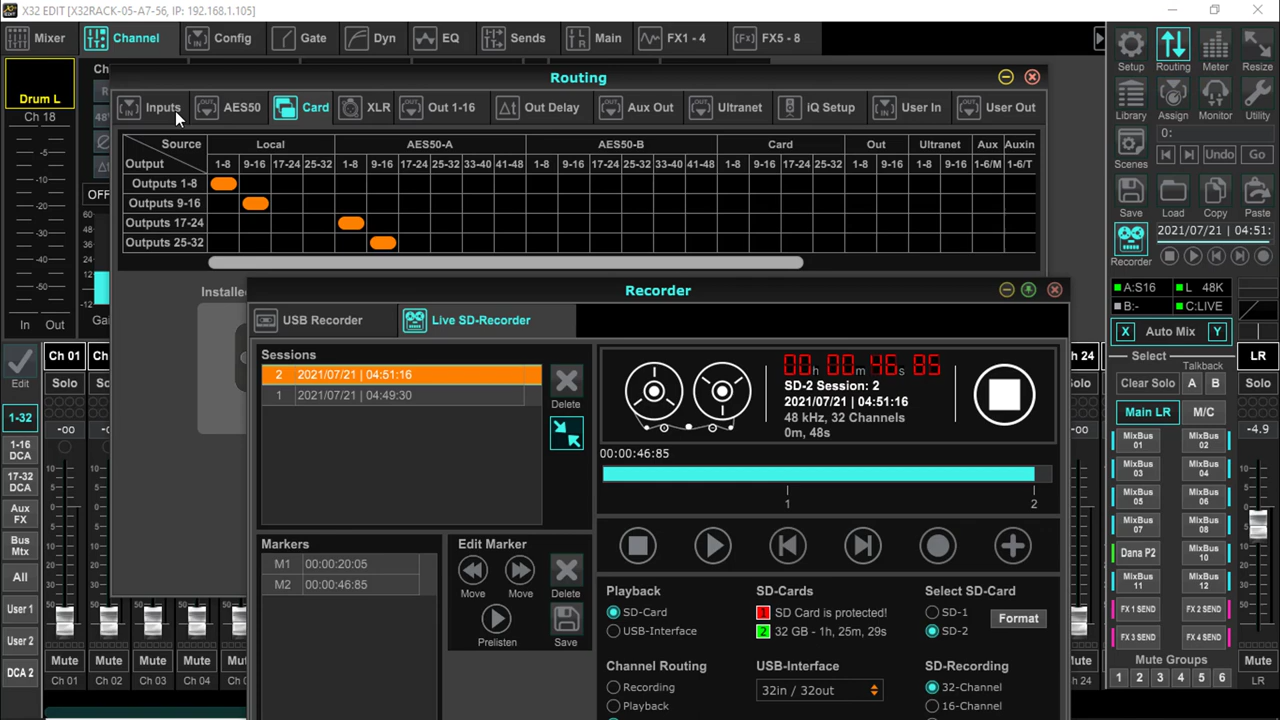 X32 EDIT [X32RACK-05-A7-56, IP: 192.168.1.105]
Mixer Channel Config Gate Dyn EQ Sends Main FX1 - 4 FX5 - 8
Setup Routing Meter Resize
Routing
Inputs AES50 Card XLR Out 1-16 Out Delay Aux Out Ultranet iQ Setup User In User Out
Library Assign Monitor Utility
Drum L
Ch 18
Source Local AES50-A AES50-B Card Out Ultranet Aux Auxin
Output 1-8 9-16 17-24 25-32 1-8 9-16 17-24 25-32 33-40 41-48 1-8 9-16 17-24 25-32 33-40 41-48 1-8 9-16 17-24 25-32 1-8 9-16 1-8 9-16 1-6/M 1-6/T
Outputs 1-8
Outputs 9-16
Outputs 17-24
Outputs 25-32
0:
Scenes Undo Go
Save Load Copy Paste
2021/07/21 | 04:51:
Recorder
A:S16 L 48K
B:- C:LIVE
X Auto Mix Y
Select
Talkback
Clear Solo A B
Main LR M/C
MixBus 01 MixBus 02
MixBus 03 MixBus 04
MixBus 05 MixBus 06
MixBus 07 MixBus 08
Dana P2 MixBus 10
MixBus 11 MixBus 12
FX 1 SEND FX 2 SEND
FX 3 SEND FX 4 SEND
Mute Groups
1 2 3 4 5 6
LR
Solo
-4.9
Mute
LR
OFF
In Out
Edit
1-32
1-16 DCA
17-32 DCA
Aux FX
Bus Mtx
All
User 1
User 2
DCA 2
Ch 01
Solo
-oo
Mute Mute Mute Mute
Ch 01 Ch 02 Ch 03 Ch 04
Installed
Recorder
USB Recorder Live SD-Recorder
Sessions
2 2021/07/21 | 04:51:16
1 2021/07/21 | 04:49:30
Delete
00h 00m 46s 85
SD-2 Session: 2
2021/07/21 | 04:51:16
48 kHz, 32 Channels
0m, 48s
00:00:46:85
1 2
Markers
M1 00:00:20:05
M2 00:00:46:85
Edit Marker
Move Move Delete
Prelisten Save
Playback
SD-Card
USB-Interface
SD-Cards
1 SD Card is protected!
2 32 GB - 1h, 25m, 29s
Select SD-Card
SD-1
SD-2
Format
Channel Routing
Recording
Playback
USB-Interface
32in / 32out
SD-Recording
32-Channel
16-Channel